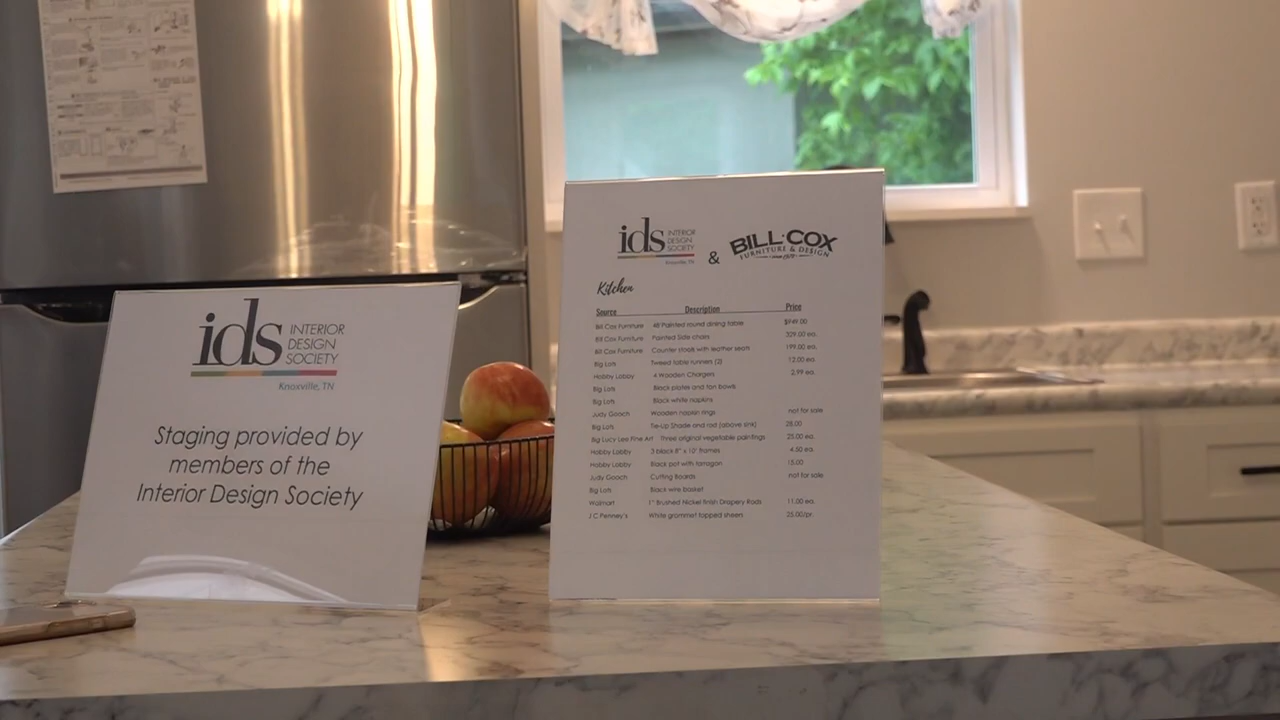 ids INTERIOR DESIGN SOCIETY
Knoxville, TN
Staging provided by
members of the
Interior Design Society
ids INTERIOR DESIGN SOCIETY
Knoxville, TN
&
BILL COX
FURNITURE & DESIGN
Kitchen
Source Description Price
Bill Cox Furniture 48 Painted round dining table $949.00
Bill Cox Furniture Painted Side chairs 329.00 ea.
Bill Cox Furniture Counter stools with leather seats 199.00 ea.
Big Lots Tweed table runners (2) 12.00 ea.
Hobby Lobby 4 Wooden Chargers 2.99 ea.
Big Lots Black plates and tan bowls
Big Lots Black white napkins
Judy Gooch Wooden napkin rings not for sale
Big Lots Tie-Up Shade and rod (above sink) 28.00
Big Lucy Lee Fine Art Three original vegetable paintings 25.00 ea.
Hobby Lobby 3 black 8" x 10' frames 4.50 ea.
Hobby Lobby Black pot with tarragon 15.00
Judy Gooch Cutting Boards not for sale
Big Lots Black wire basket
Walmart 1" Brushed Nickel finish Drapery Rods 11.00 ea.
J C Penney's White grommet topped sheers 25.00/pr.